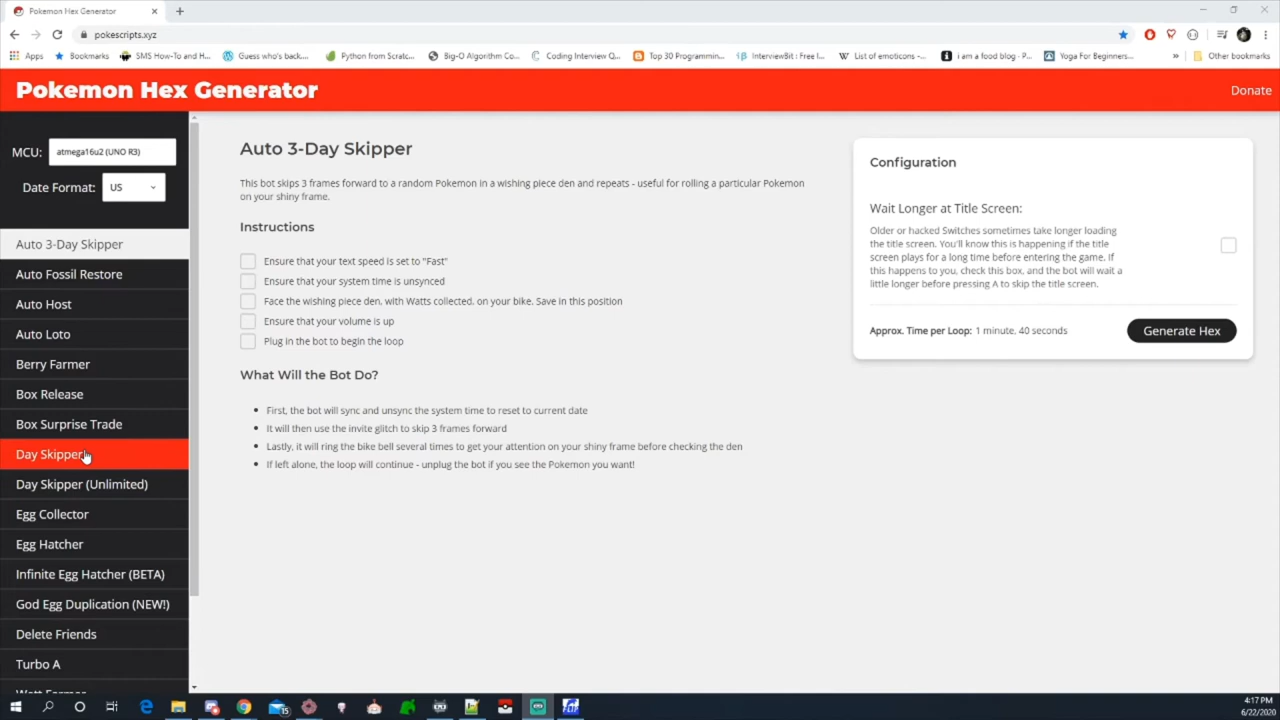 Pokemon Hex Generator
pokescripts.xyz
Apps
Bookmarks
SMS How-To and H...
Guess who's back....
Python from Scratc...
Big-O Algorithm Co...
Coding Interview Q...
Top 30 Programmin...
InterviewBit : Free I...
List of emoticons -...
i am a food blog - P...
Yoga For Beginners...
»
Other bookmarks
Pokemon Hex Generator
Donate
MCU: atmega16u2 (UNO R3)
Date Format: US
Auto 3-Day Skipper
Auto Fossil Restore
Auto Host
Auto Loto
Berry Farmer
Box Release
Box Surprise Trade
Day Skipper
Day Skipper (Unlimited)
Egg Collector
Egg Hatcher
Infinite Egg Hatcher (BETA)
God Egg Duplication (NEW!)
Delete Friends
Turbo A
Auto 3-Day Skipper
This bot skips 3 frames forward to a random Pokemon in a wishing piece den and repeats - useful for rolling a particular Pokemon
on your shiny frame.
Instructions
Ensure that your text speed is set to "Fast"
Ensure that your system time is unsynced
Face the wishing piece den, with Watts collected, on your bike. Save in this position
Ensure that your volume is up
Plug in the bot to begin the loop
What Will the Bot Do?
• First, the bot will sync and unsync the system time to reset to current date
• It will then use the invite glitch to skip 3 frames forward
• Lastly, it will ring the bike bell several times to get your attention on your shiny frame before checking the den
• If left alone, the loop will continue - unplug the bot if you see the Pokemon you want!
Configuration
Wait Longer at Title Screen:
Older or hacked Switches sometimes take longer loading
the title screen. You'll know this is happening if the title
screen plays for a long time before entering the game. If
this happens to you, check this box, and the bot will wait a
little longer before pressing A to skip the title screen.
Approx. Time per Loop: 1 minute, 40 seconds
Generate Hex
15
4:17 PM
6/22/2020